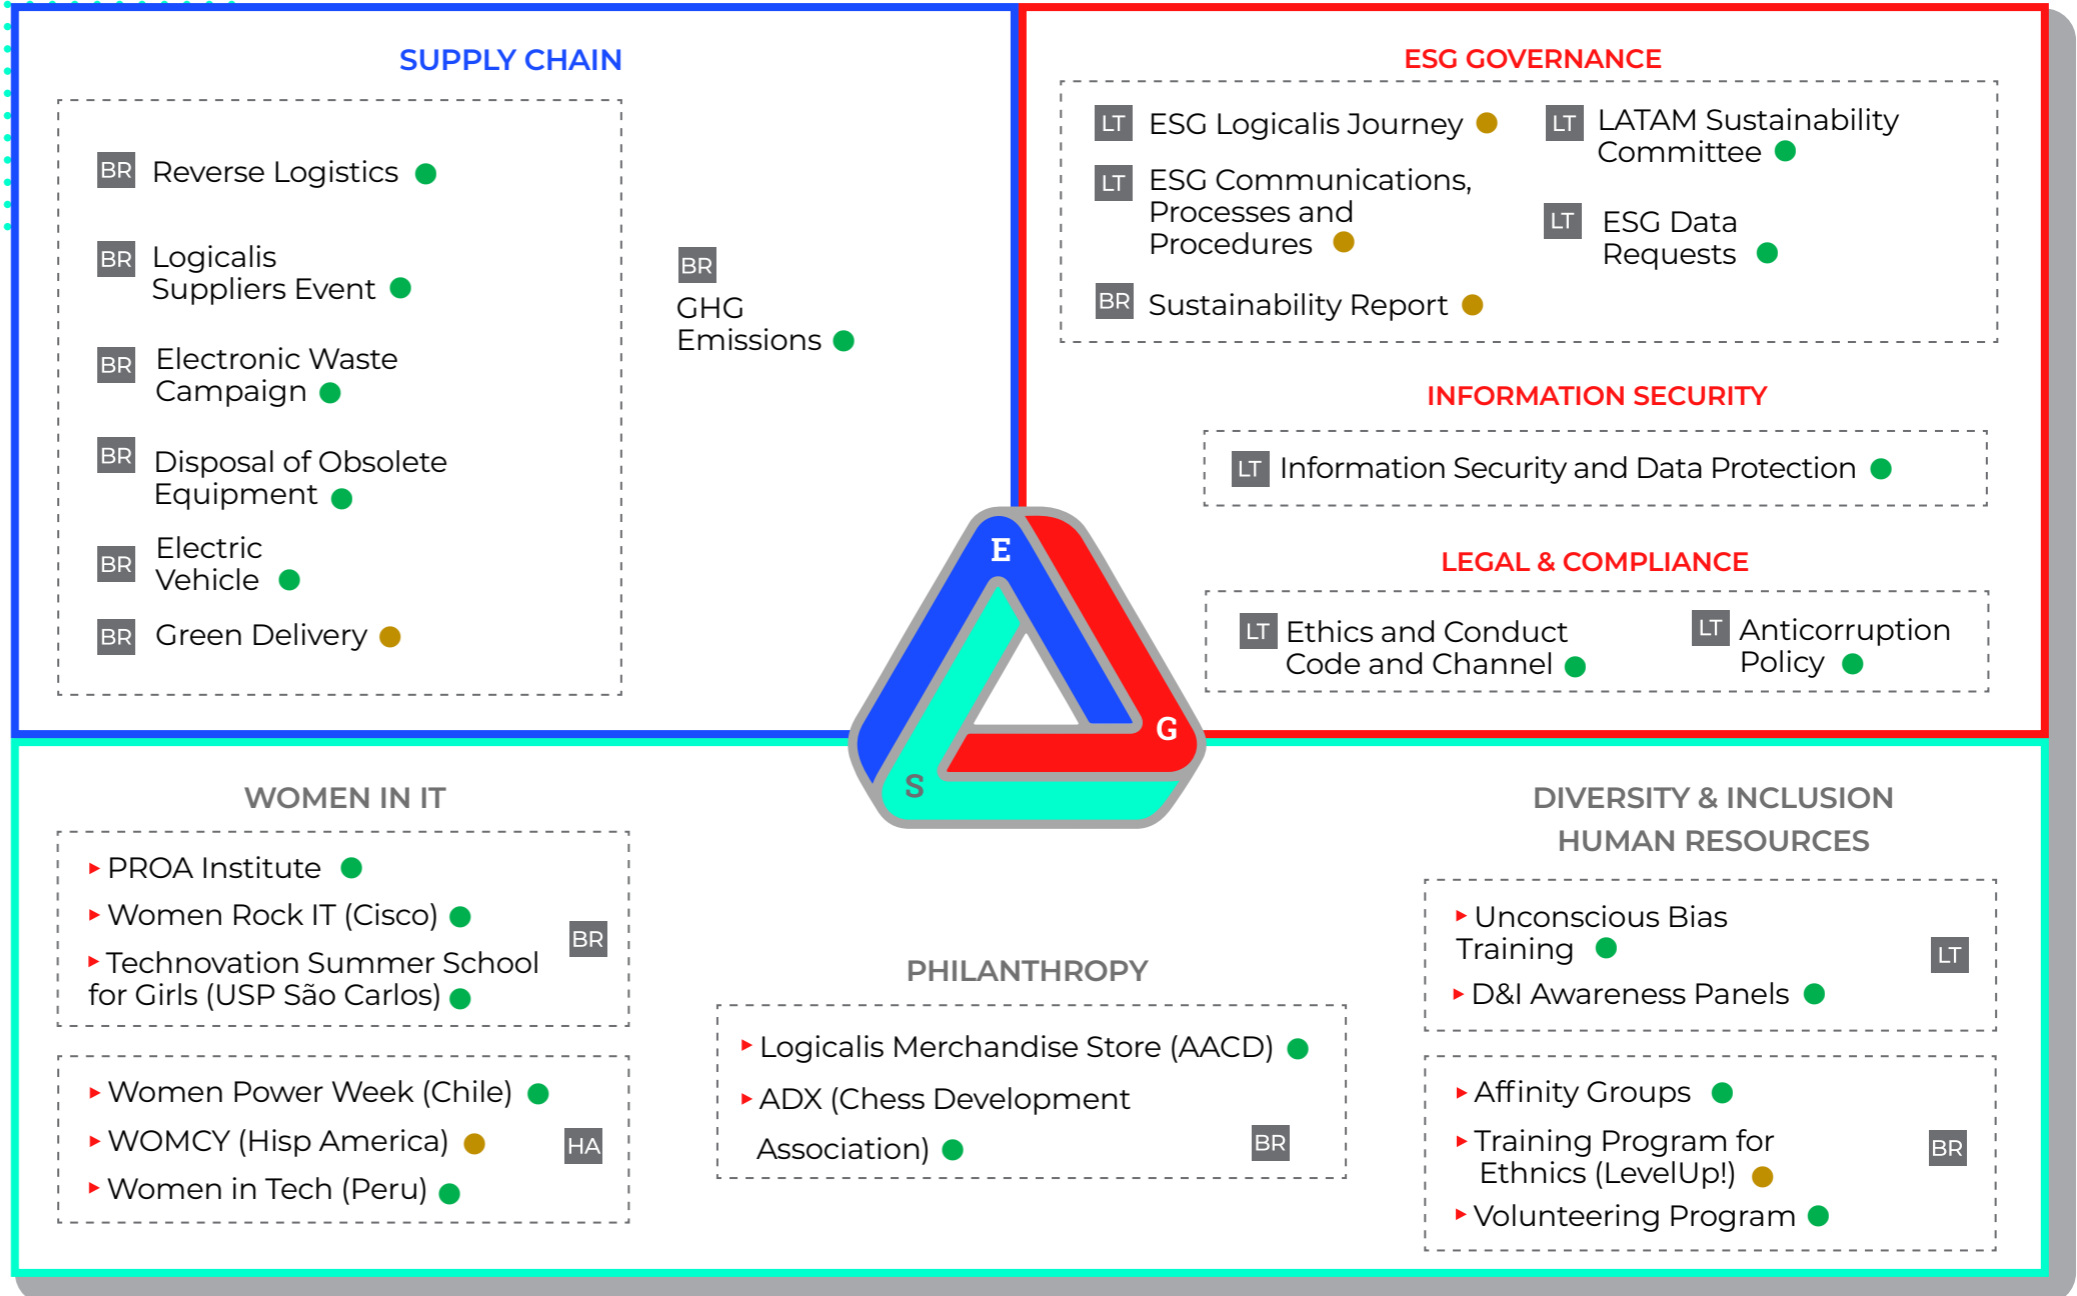 SUPPLY CHAIN
BR Reverse Logistics
BR Logicalis
Suppliers Event
BR Electronic Waste
Campaign
BR Disposal of Obsolete
Equipment
BR Electric
Vehicle
BR Green Delivery
BR
GHG
Emissions
ESG GOVERNANCE
LT ESG Logicalis Journey
LT ESG Communications,
Processes and
Procedures
BR Sustainability Report
LT LATAM Sustainability
Committee
LT ESG Data
Requests
INFORMATION SECURITY
LT Information Security and Data Protection
LEGAL & COMPLIANCE
LT Ethics and Conduct
Code and Channel
LT Anticorruption
Policy
E
G
S
WOMEN IN IT
PROA Institute
Women Rock IT (Cisco)
BR
Technovation Summer School
for Girls (USP São Carlos)
Women Power Week (Chile)
WOMCY (Hisp America)
HA
Women in Tech (Peru)
PHILANTHROPY
Logicalis Merchandise Store (AACD)
ADX (Chess Development
Association)
BR
DIVERSITY & INCLUSION
HUMAN RESOURCES
Unconscious Bias
Training
LT
D&I Awareness Panels
Affinity Groups
Training Program for
Ethnics (LevelUp!)
BR
Volunteering Program